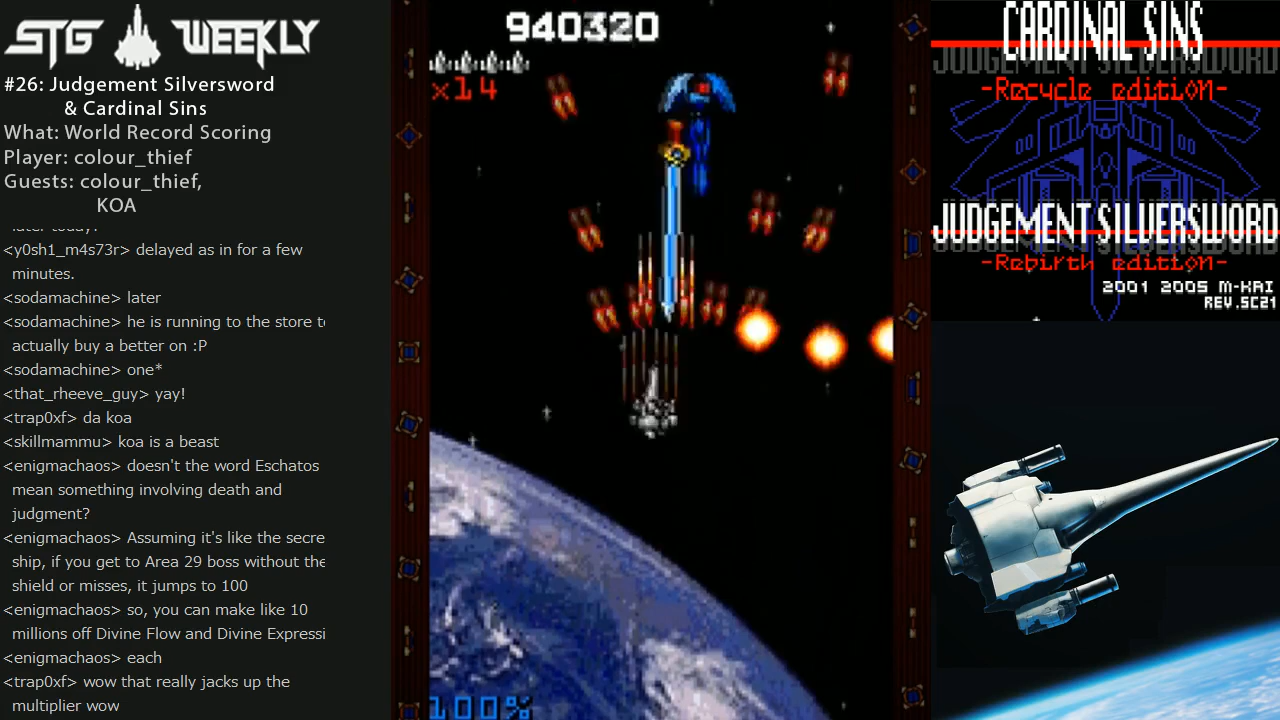 STG WEEKLY
#26: Judgement Silversword
& Cardinal Sins
What: World Record Scoring
Player: colour_thief
Guests: colour_thief,
KOA
<y0sh1_m4s73r> delayed as in for a few
minutes.
<sodamachine> later
<sodamachine> he is running to the store to
actually buy a better on :P
<sodamachine> one*
<that_rheeve_guy> yay!
<trap0xf> da koa
<skillmammu> koa is a beast
<enigmachaos> doesn't the word Eschatos
mean something involving death and
judgment?
<enigmachaos> Assuming it's like the secre
ship, if you get to Area 29 boss without the
shield or misses, it jumps to 100
<enigmachaos> so, you can make like 10
millions off Divine Flow and Divine Expressi
<enigmachaos> each
<trap0xf> wow that really jacks up the
multiplier wow
940320
x14
100%
CARDINAL SINS
JUDGEMENT SILVERSWORD
-Recycle edition-
JUDGEMENT SILVERSWORD
-Rebirth edition-
2001 2005 M-KAI
REV.5C21